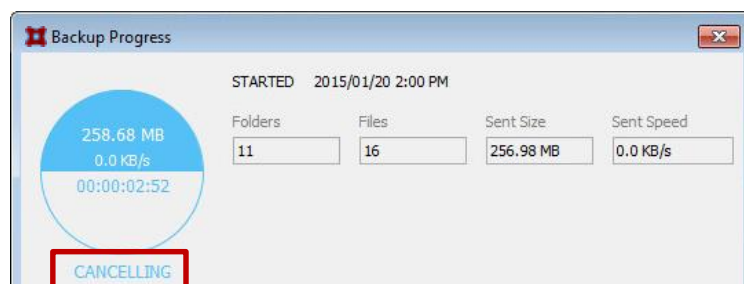 Backup Progress
STARTED 2015/01/20 2:00 PM
Folders Files Sent Size Sent Speed
11 16 256.98 MB 0.0 KB/s
258.68 MB
0.0 KB/s
00:00:02:52
CANCELLING